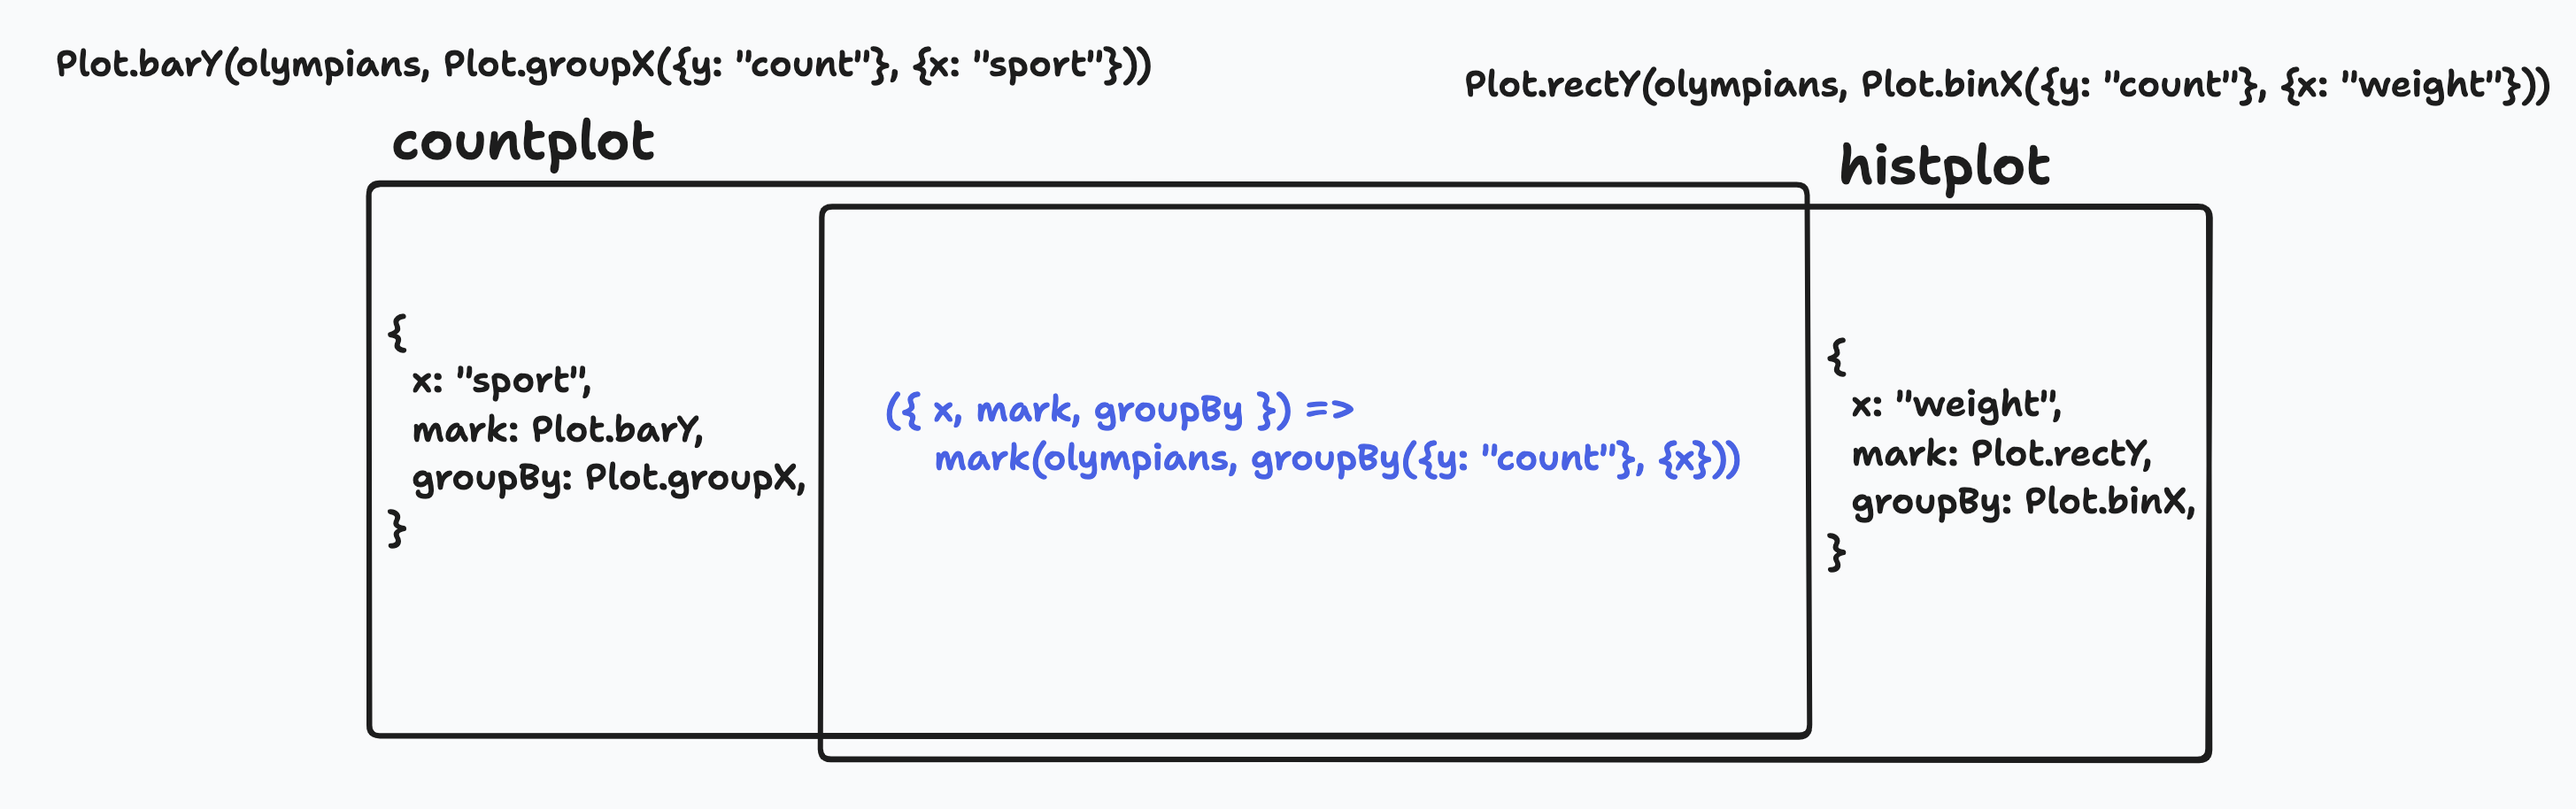 Plot.barY(olympians, Plot.groupX({y: "count"}, {x: "sport"}))
Plot.rectY(olympians, Plot.binX({y: "count"}, {x: "weight"}))
countplot
histplot
{
x: "sport",
mark: Plot.barY,
groupBy: Plot.groupX,
}
({ x, mark, groupBy }) =>
mark(olympians, groupBy({y: "count"}, {x}))
{
x: "weight",
mark: Plot.rectY,
groupBy: Plot.binX,
}